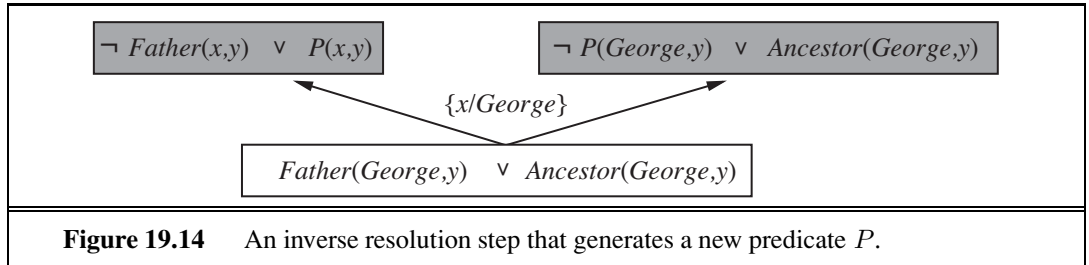 ¬ Father(x,y) ∨ P(x,y)
¬ P(George,y) ∨ Ancestor(George,y)
{x/George}
Father(George,y) ∨ Ancestor(George,y)
Figure 19.14 An inverse resolution step that generates a new predicate P.